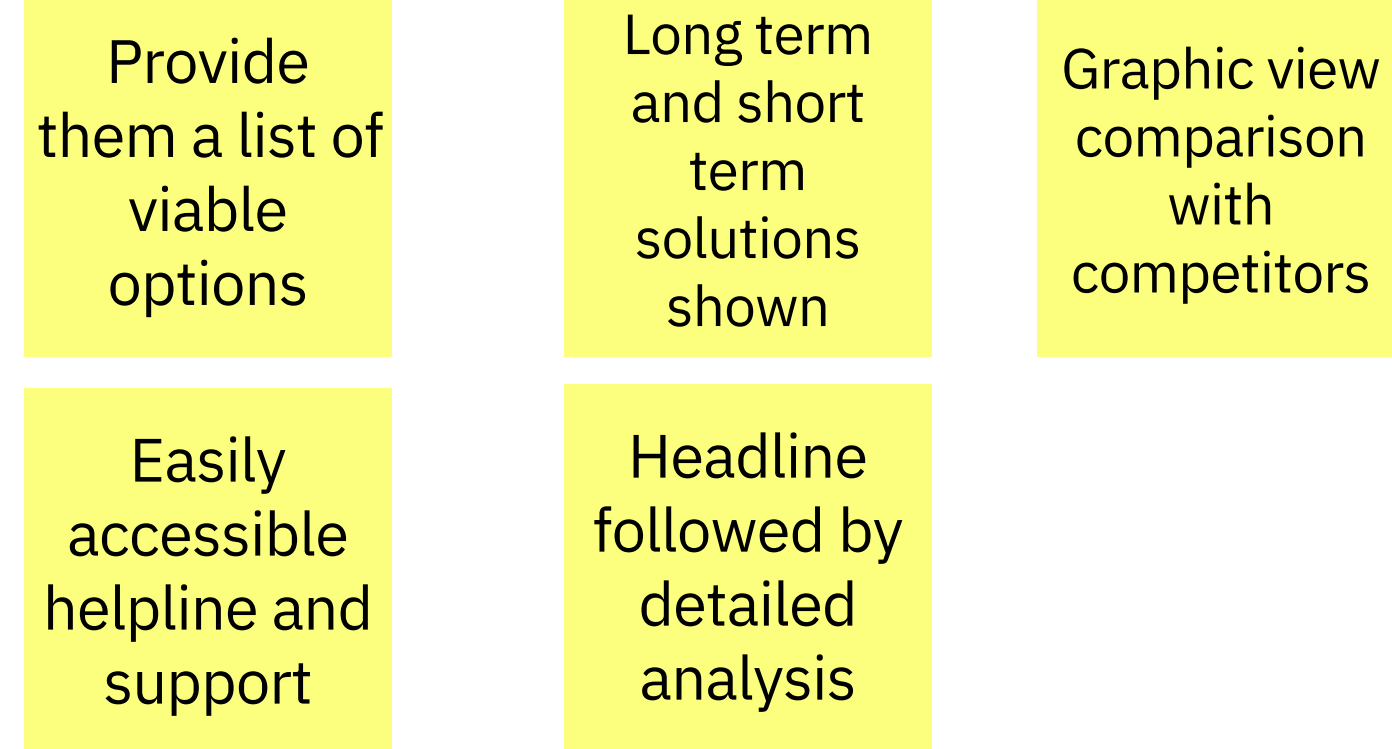 Provide
them a list of
viable
options
Long term
and short
term
solutions
shown
Graphic view
comparison
with
competitors
Easily
accessible
helpline and
support
Headline
followed by
detailed
analysis